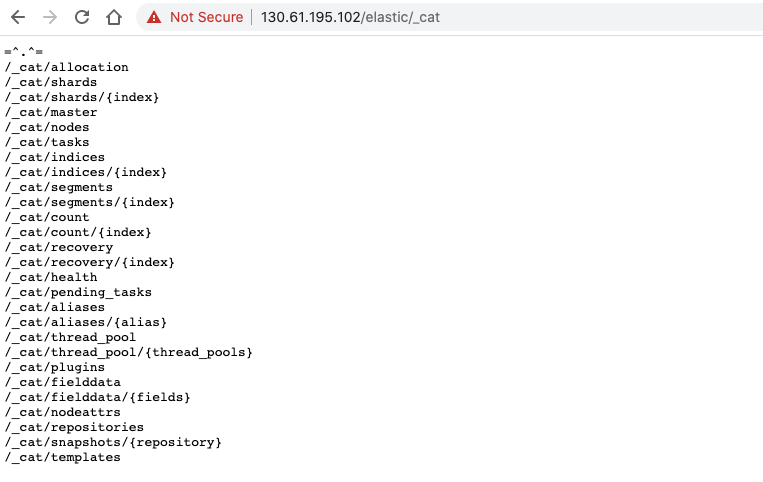 Not Secure | 130.61.195.102/elastic/_cat
=^.^=
/_cat/allocation
/_cat/shards
/_cat/shards/{index}
/_cat/master
/_cat/nodes
/_cat/tasks
/_cat/indices
/_cat/indices/{index}
/_cat/segments
/_cat/segments/{index}
/_cat/count
/_cat/count/{index}
/_cat/recovery
/_cat/recovery/{index}
/_cat/health
/_cat/pending_tasks
/_cat/aliases
/_cat/aliases/{alias}
/_cat/thread_pool
/_cat/thread_pool/{thread_pools}
/_cat/plugins
/_cat/fielddata
/_cat/fielddata/{fields}
/_cat/nodeattrs
/_cat/repositories
/_cat/snapshots/{repository}
/_cat/templates